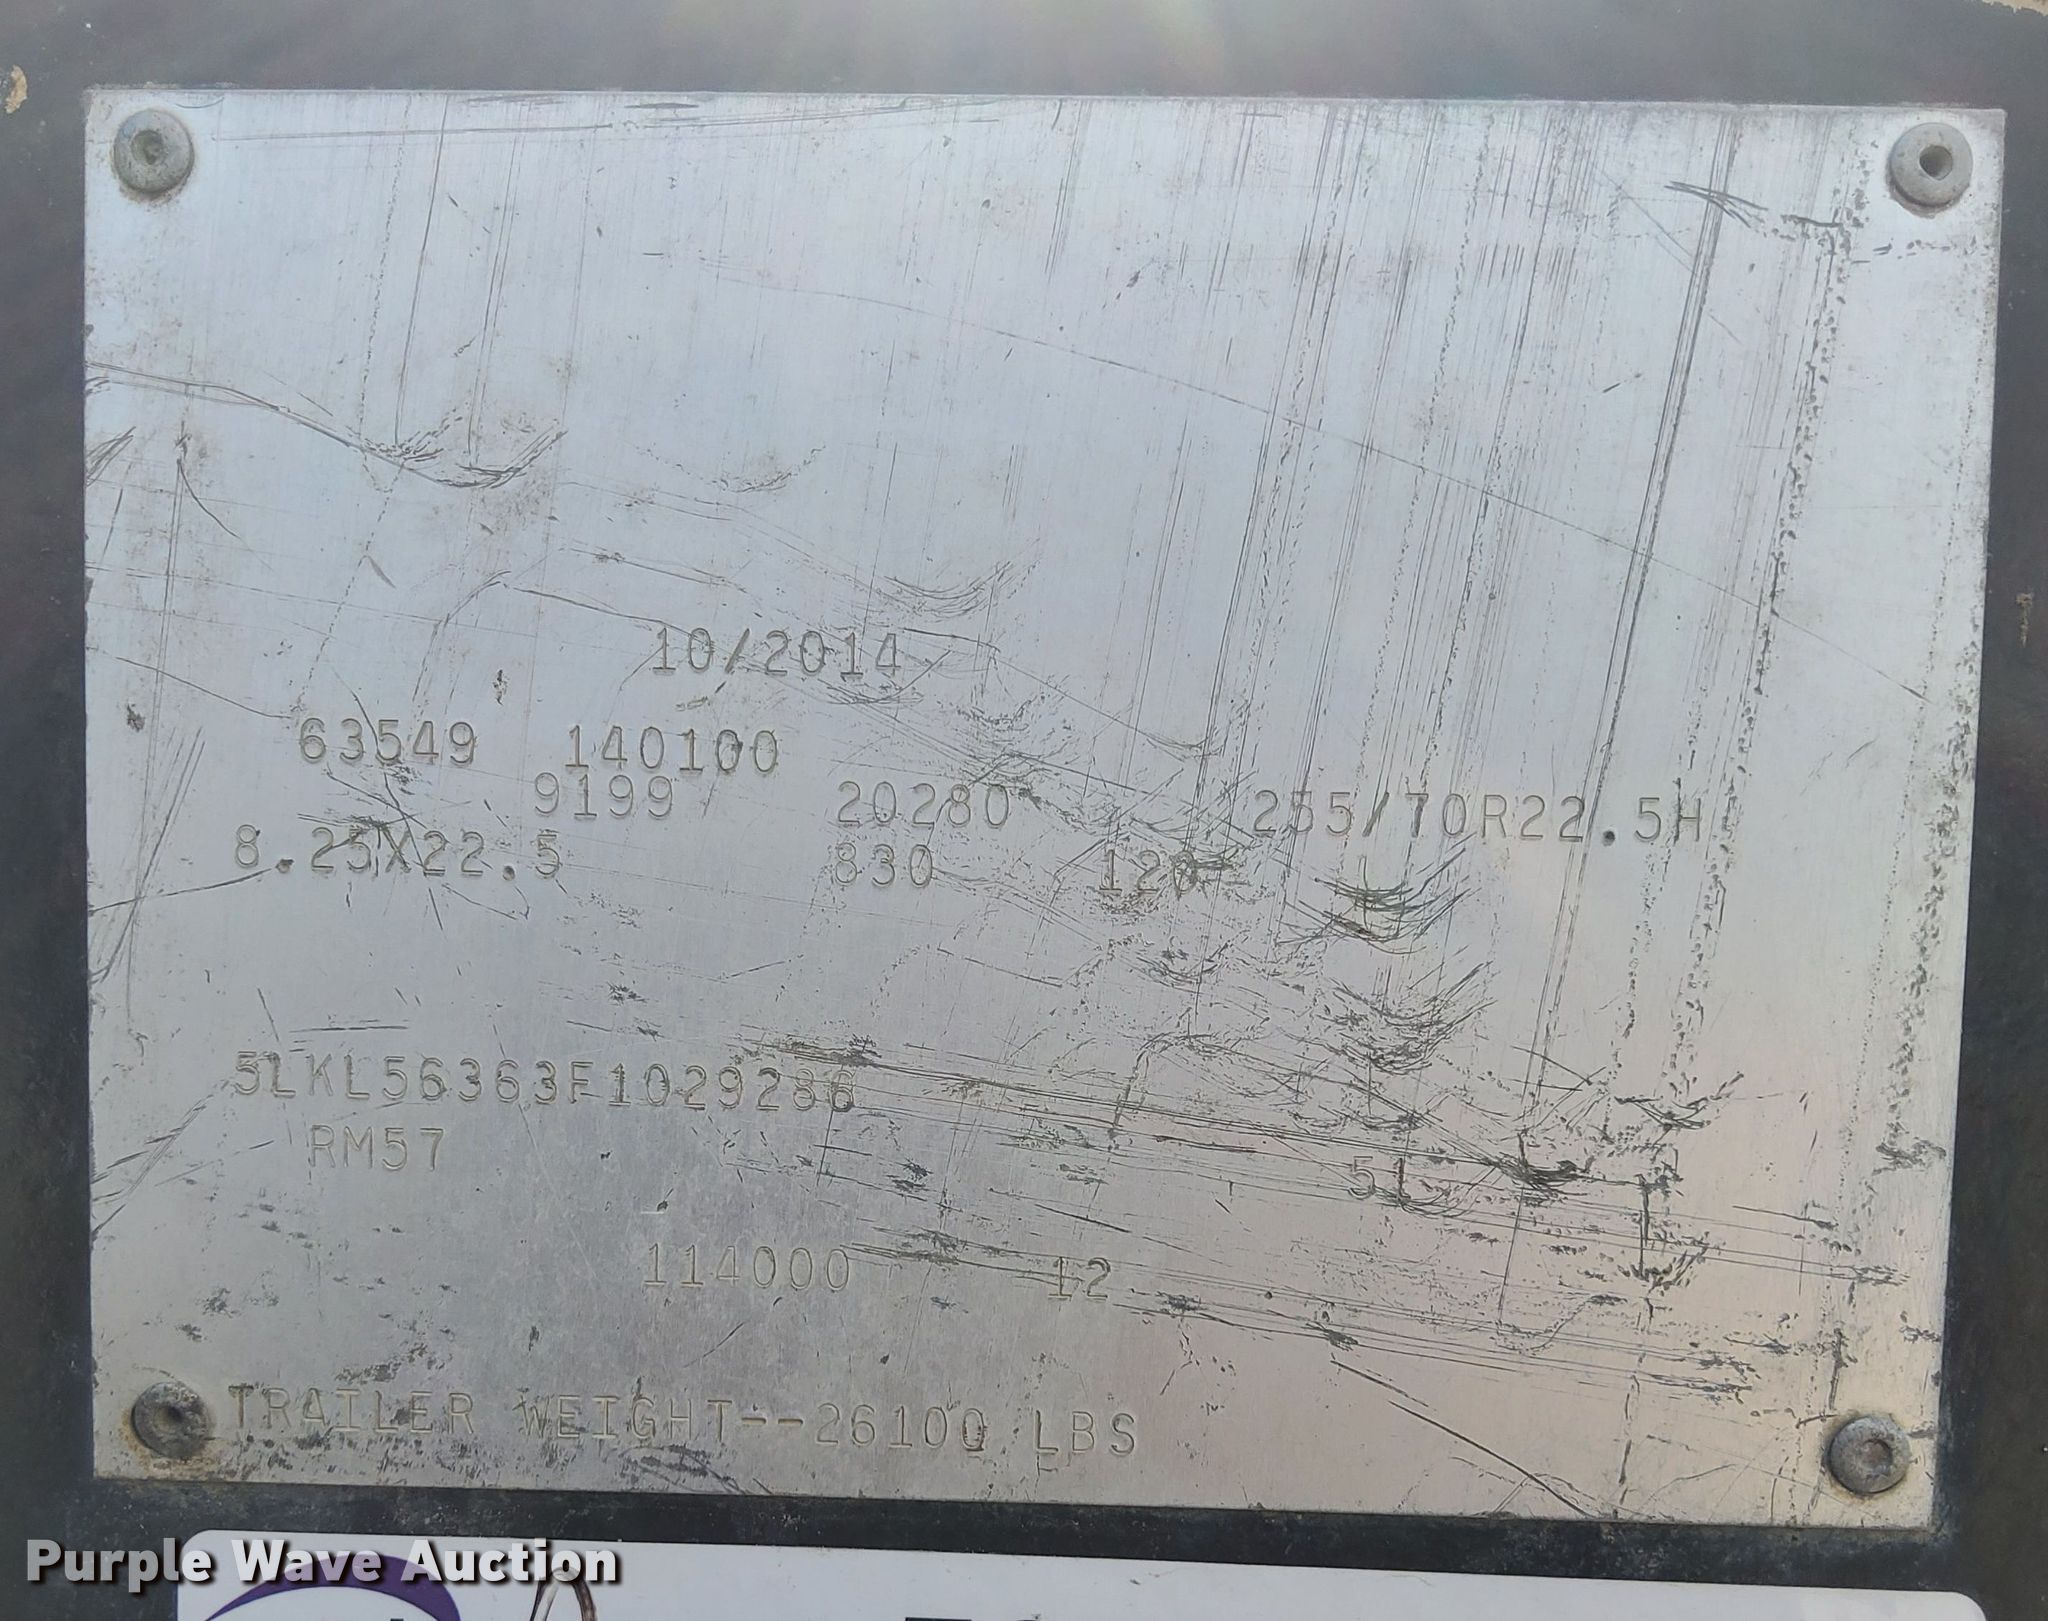 10/2014
63549 140100
9199 20280 255/70R22.5H
8.25X22.5 830 120
5LKL56363F1029286
RM57 51
114000 12
TRAILER WEIGHT--26100 LBS
Purple Wave Auction